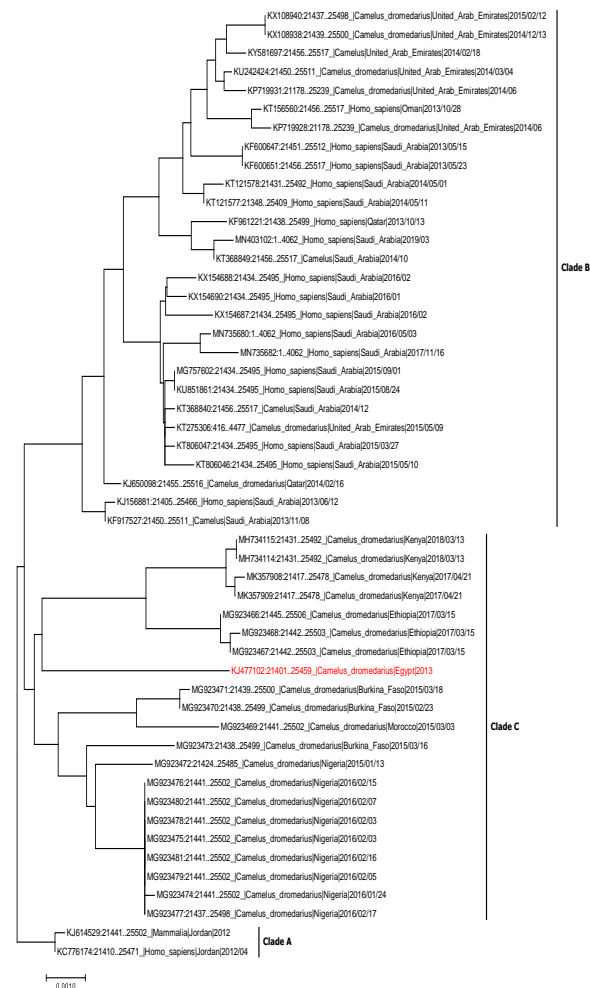 KX108940:21437..25498_|Camelus_dromedarius|United_Arab_Emirates|2015/02/12
KX108938:21439..25500_|Camelus_dromedarius|United_Arab_Emirates|2014/12/13
KY581697:21456..25517_|Camelus|United_Arab_Emirates|2014/02/18
KU242424:21450..25511_|Camelus_dromedarius|United_Arab_Emirates|2014/03/04
KP719931:21178..25239_|Camelus_dromedarius|United_Arab_Emirates|2014/06
KT156560:21456..25517_|Homo_sapiens|Oman|2013/10/28
KP719928:21178..25239_|Camelus_dromedarius|United_Arab_Emirates|2014/06
KF600647:21451..25512_|Homo_sapiens|Saudi_Arabia|2013/05/15
KF600651:21456..25517_|Homo_sapiens|Saudi_Arabia|2013/05/23
KT121578:21431..25492_|Homo_sapiens|Saudi_Arabia|2014/05/01
KT121577:21348..25409_|Homo_sapiens|Saudi_Arabia|2014/05/11
KF961221:21438..25499_|Homo_sapiens|Qatar|2013/10/13
MN403102:1..4062_|Homo_sapiens|Saudi_Arabia|2019/03
KT368849:21456..25517_|Camelus|Saudi_Arabia|2014/10
Clade B
KX154688:21434..25495_|Homo_sapiens|Saudi_Arabia|2016/02
KX154690:21434..25495_|Homo_sapiens|Saudi_Arabia|2016/01
KX154687:21434..25495_|Homo_sapiens|Saudi_Arabia|2016/02
MN735680:1..4062_|Homo_sapiens|Saudi_Arabia|2016/05/03
MN735682:1..4062_|Homo_sapiens|Saudi_Arabia|2017/11/16
MG757602:21434..25495_|Homo_sapiens|Saudi_Arabia|2015/09/01
KU851861:21434..25495_|Homo_sapiens|Saudi_Arabia|2015/08/24
KT368840:21456..25517_|Camelus|Saudi_Arabia|2014/12
KT275306:416..4477_|Camelus_dromedarius|United_Arab_Emirates|2015/05/09
KT806047:21434..25495_|Homo_sapiens|Saudi_Arabia|2015/03/27
KT806046:21434..25495_|Homo_sapiens|Saudi_Arabia|2015/05/10
KJ650098:21455..25516_|Camelus_dromedarius|Qatar|2014/02/16
KJ156881:21405..25466_|Homo_sapiens|Saudi_Arabia|2013/06/12
KF917527:21450..25511_|Camelus|Saudi_Arabia|2013/11/08
MH734115:21431..25492_|Camelus_dromedarius|Kenya|2018/03/13
MH734114:21431..25492_|Camelus_dromedarius|Kenya|2018/03/13
MK357908:21417..25478_|Camelus_dromedarius|Kenya|2017/04/21
MK357909:21417..25478_|Camelus_dromedarius|Kenya|2017/04/21
MG923466:21445..25506_|Camelus_dromedarius|Ethiopia|2017/03/15
MG923468:21442..25503_|Camelus_dromedarius|Ethiopia|2017/03/15
MG923467:21442..25503_|Camelus_dromedarius|Ethiopia|2017/03/15
KJ477102:21401..25459_|Camelus_dromedarius|Egypt|2013
MG923471:21439..25500_|Camelus_dromedarius|Burkina_Faso|2015/03/18
MG923470:21438..25499_|Camelus_dromedarius|Burkina_Faso|2015/02/23
MG923469:21441..25502_|Camelus_dromedarius|Morocco|2015/03/03
Clade C
MG923473:21438..25499_|Camelus_dromedarius|Burkina_Faso|2015/03/16
MG923472:21424..25485_|Camelus_dromedarius|Nigeria|2015/01/13
MG923476:21441..25502_|Camelus_dromedarius|Nigeria|2016/02/15
MG923480:21441..25502_|Camelus_dromedarius|Nigeria|2016/02/07
MG923478:21441..25502_|Camelus_dromedarius|Nigeria|2016/02/03
MG923475:21441..25502_|Camelus_dromedarius|Nigeria|2016/02/03
MG923481:21441..25502_|Camelus_dromedarius|Nigeria|2016/02/16
MG923479:21441..25502_|Camelus_dromedarius|Nigeria|2016/02/05
MG923474:21441..25502_|Camelus_dromedarius|Nigeria|2016/01/24
MG923477:21437..25498_|Camelus_dromedarius|Nigeria|2016/02/17
KJ614529:21441..25502_|Mammalia|Jordan|2012
Clade A
KC776174:21410..25471_|Homo_sapiens|Jordan|2012/04
0.0010